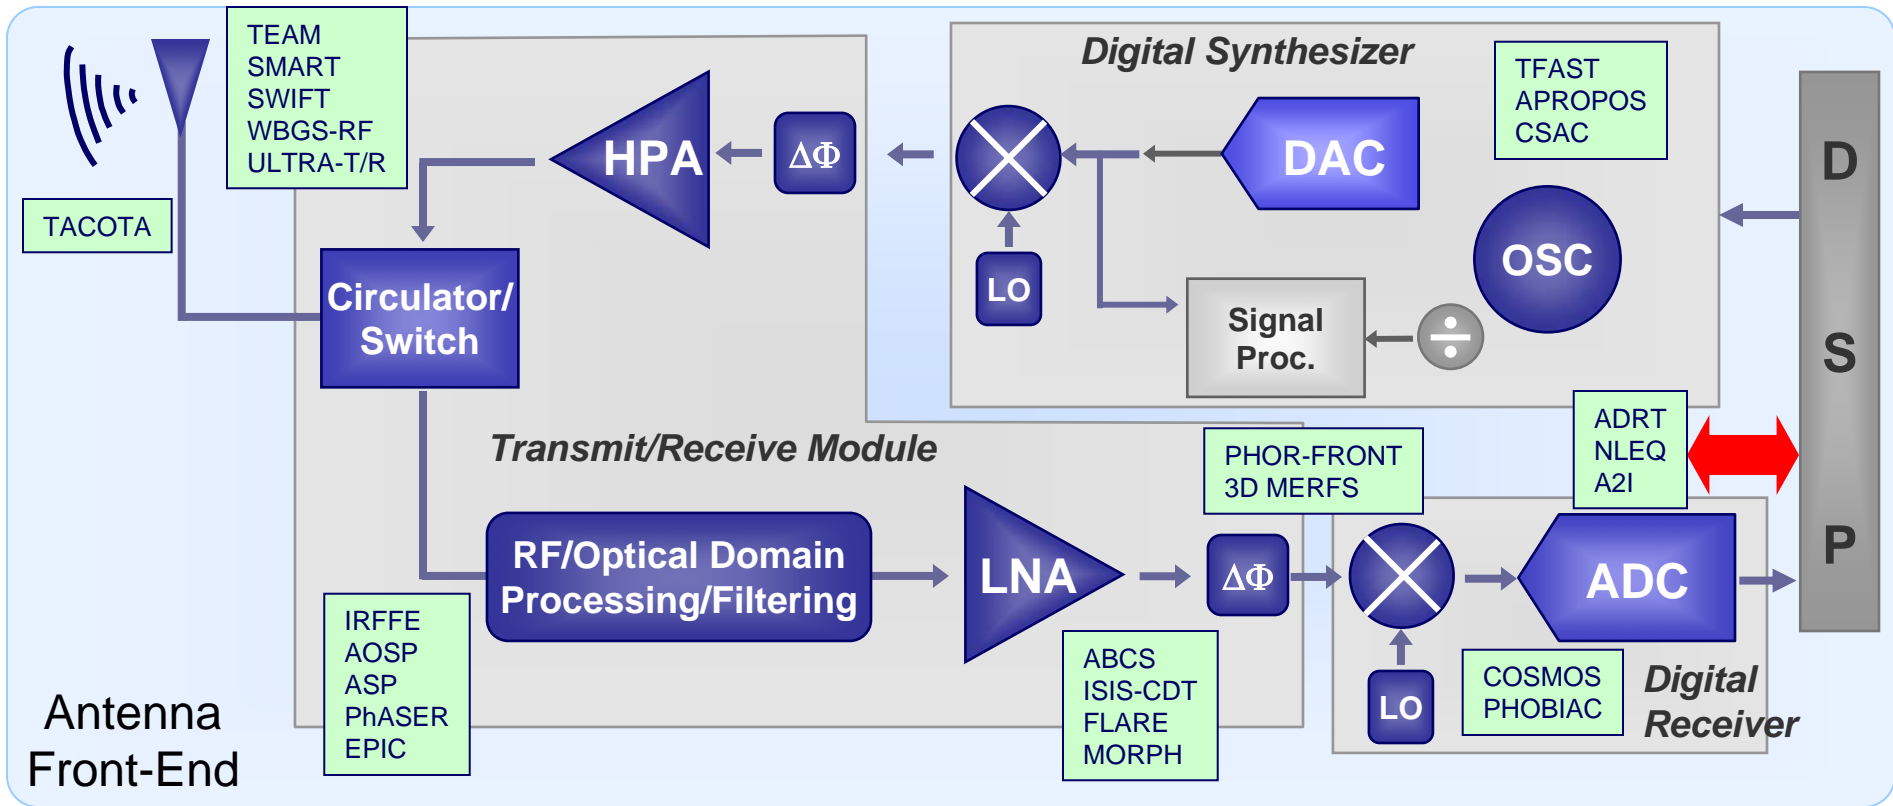 TEAM
SMART
SWIFT
WBGS-RF
ULTRA-T/R
TACOTA
HPA
ΔΦ
Circulator/
Switch
Digital Synthesizer
TFAST
APROPOS
CSAC
DAC
LO
OSC
Signal
Proc.
÷
D
S
P
Transmit/Receive Module
RF/Optical Domain
Processing/Filtering
IRFFE
AOSP
ASP
PhASER
EPIC
LNA
ABCS
ISIS-CDT
FLARE
MORPH
ΔΦ
PHOR-FRONT
3D MERFS
ADRT
NLEQ
A2I
ADC
LO
COSMOS
PHOBIAC
Digital
Receiver
Antenna
Front-End